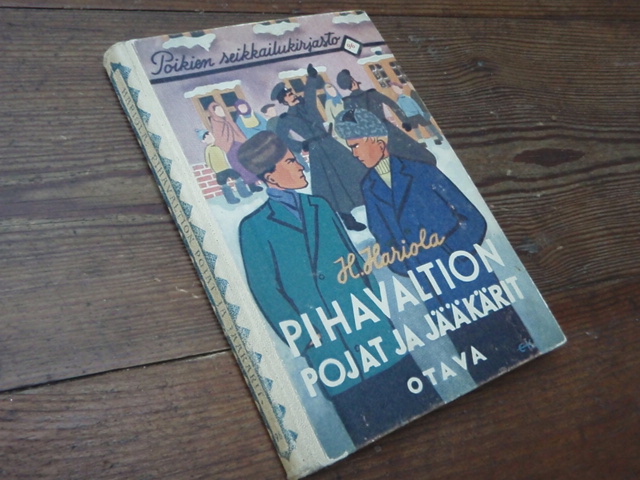 Poikien seikkailukirjasto
H. Hariola
PIHAVALTION
POJAT JA JÄÄKÄRIT
OTAVA